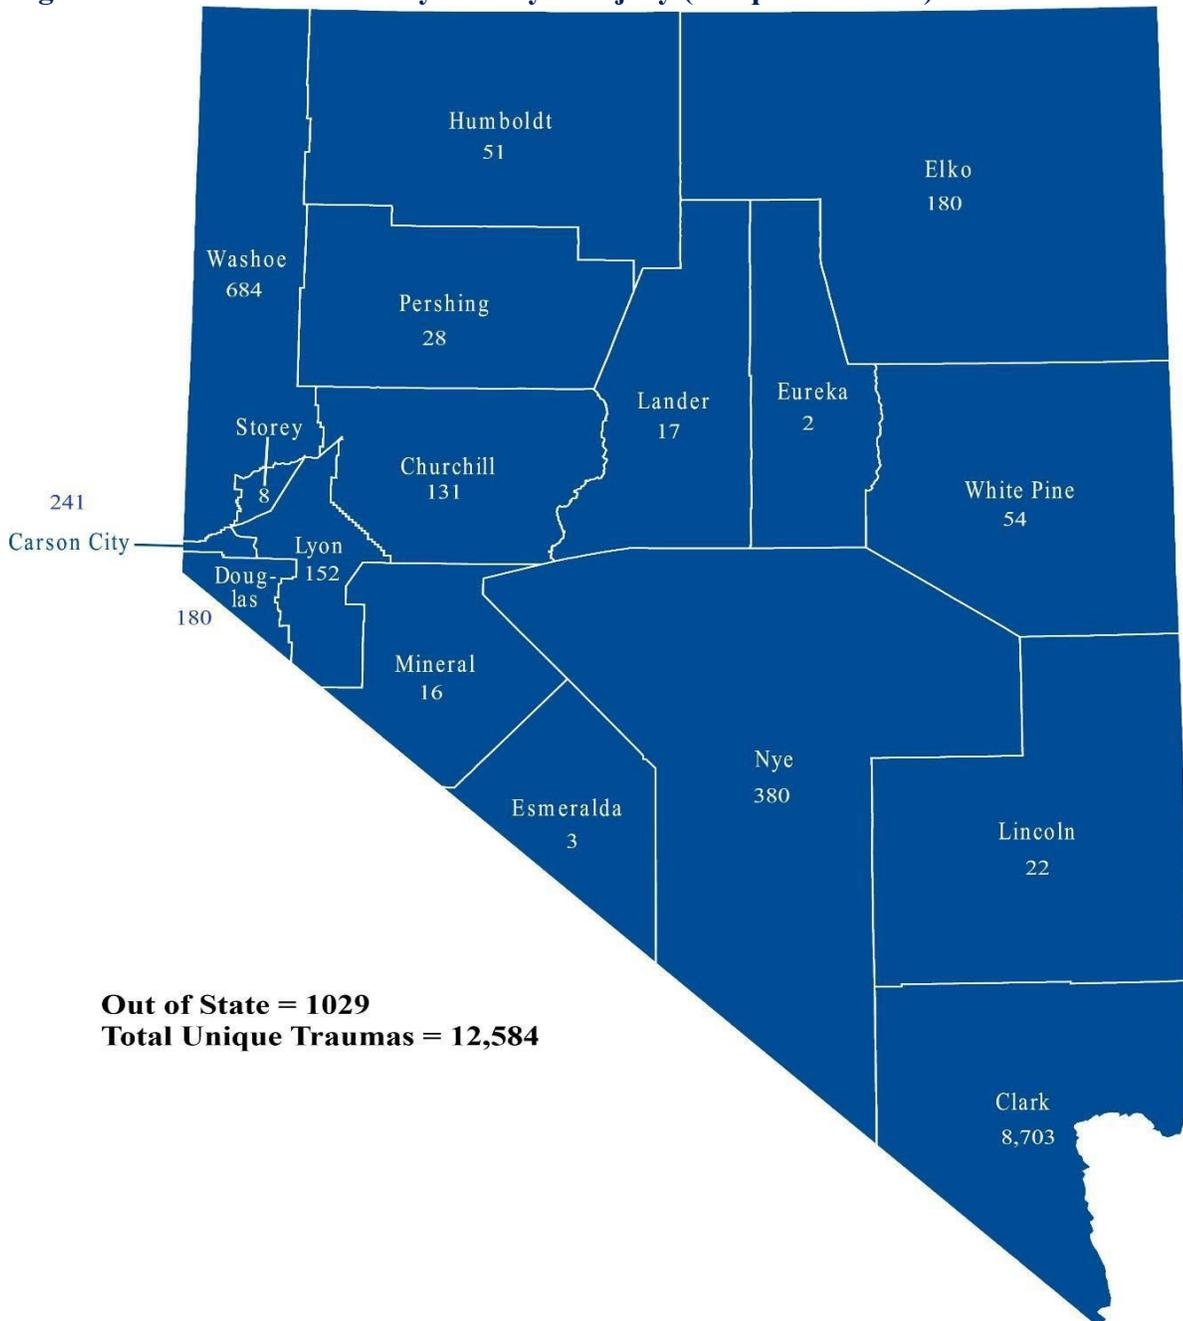 Humboldt
51
Elko
180
Washoe
684
Pershing
28
Lander
17
Eureka
2
Storey
8
Churchill
131
White Pine
54
241
Carson City
Lyon
152
Doug-
las
180
Mineral
16
Nye
380
Esmeralda
3
Lincoln
22
Out of State = 1029
Total Unique Traumas = 12,584
Clark
8,703